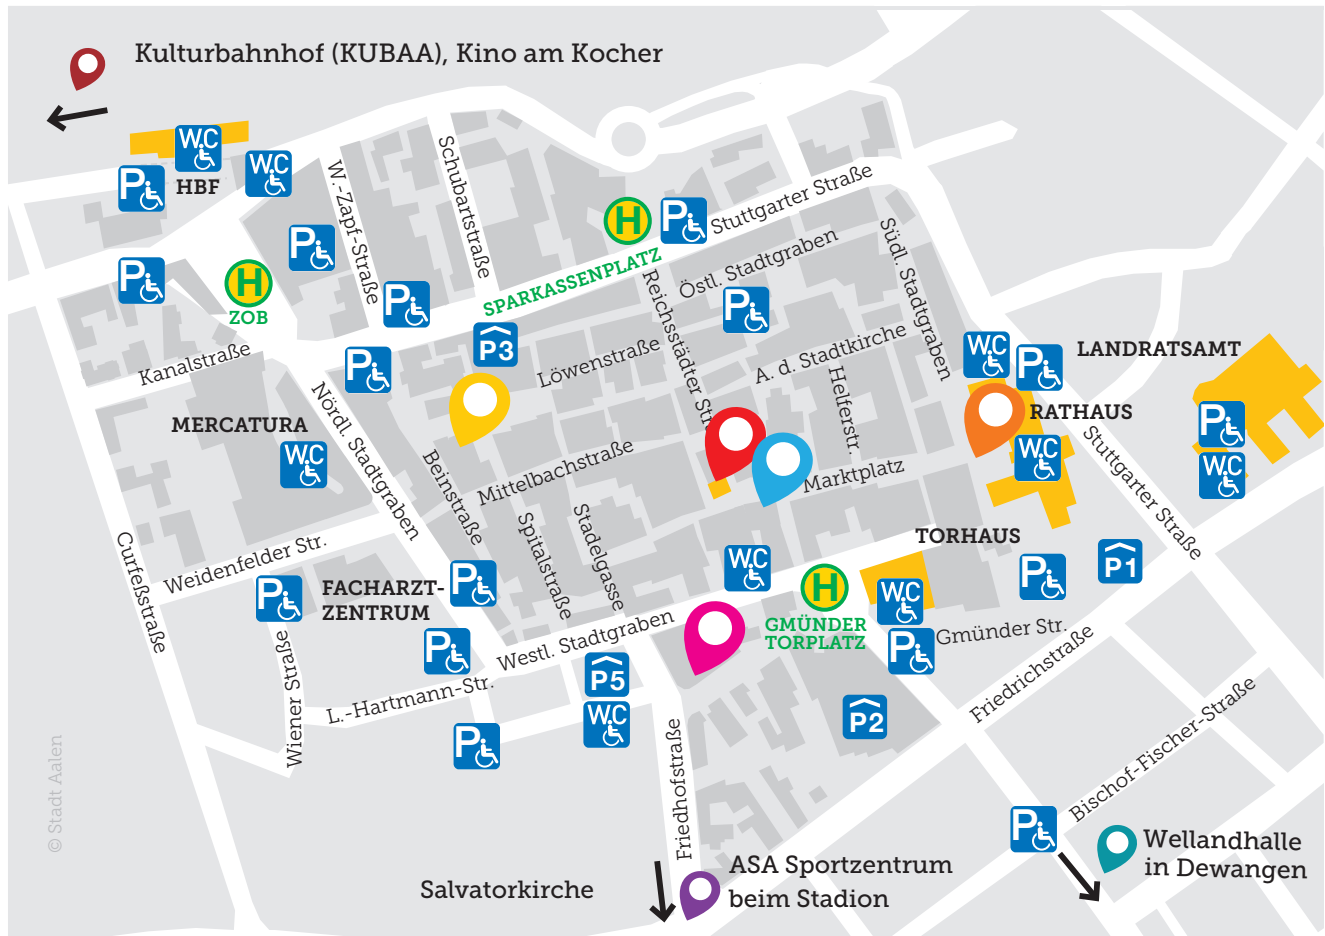 Kulturbahnhof (KUBAA), Kino am Kocher
WC
WC
P
HBF
W.-Zapf-Straße
Schubartstraße
H
P
Stuttgarter Straße
SPARKASSENPLATZ
P
P
H
ZOB
P
Östl. Stadtgraben
Südl. Stadtgraben
Reichsstädter Stra
P
P3
Kanalstraße
P
Löwenstraße
A. d. Stadtkirche
Helferstr.
WC
P
LANDRATSAMT
MERCATURA
WC
Nördl. Stadtgraben
Beinstraße
Mittelbachstraße
Marktplatz
RATHAUS
WC
P
WC
Stuttgarter Straße
Spitalstraße
Stadelgasse
TORHAUS
Curfeßstraße
Weidenfelder Str.
P
FACHARZT-
ZENTRUM
P
WC
H
GMÜNDER
TORPLATZ
WC
P
P1
P
Gmünder Str.
P
Westl. Stadtgraben
Wiener Straße
L.-Hartmann-Str.
P5
WC
P
P2
Friedrichstraße
Friedhofstraße
Bischof-Fischer-Straße
P
Wellandhalle
in Dewangen
© Stadt Aalen
Salvatorkirche
ASA Sportzentrum
beim Stadion